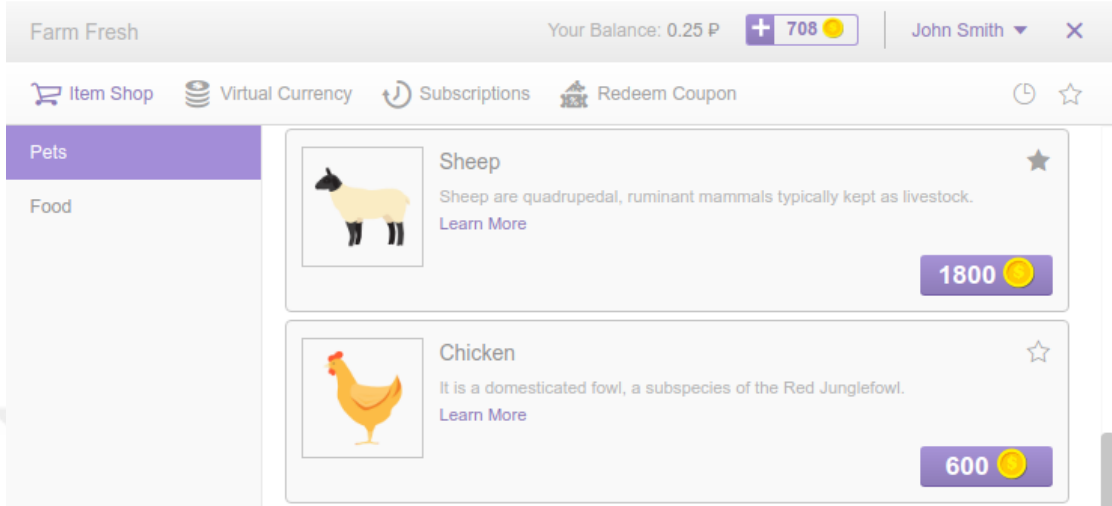 Farm Fresh
Your Balance: 0.25 ₽
708
John Smith
Item Shop
Virtual Currency
Subscriptions
Redeem Coupon
Pets
Food
Sheep
Sheep are quadrupedal, ruminant mammals typically kept as livestock.
Learn More
1800
Chicken
It is a domesticated fowl, a subspecies of the Red Junglefowl.
Learn More
600